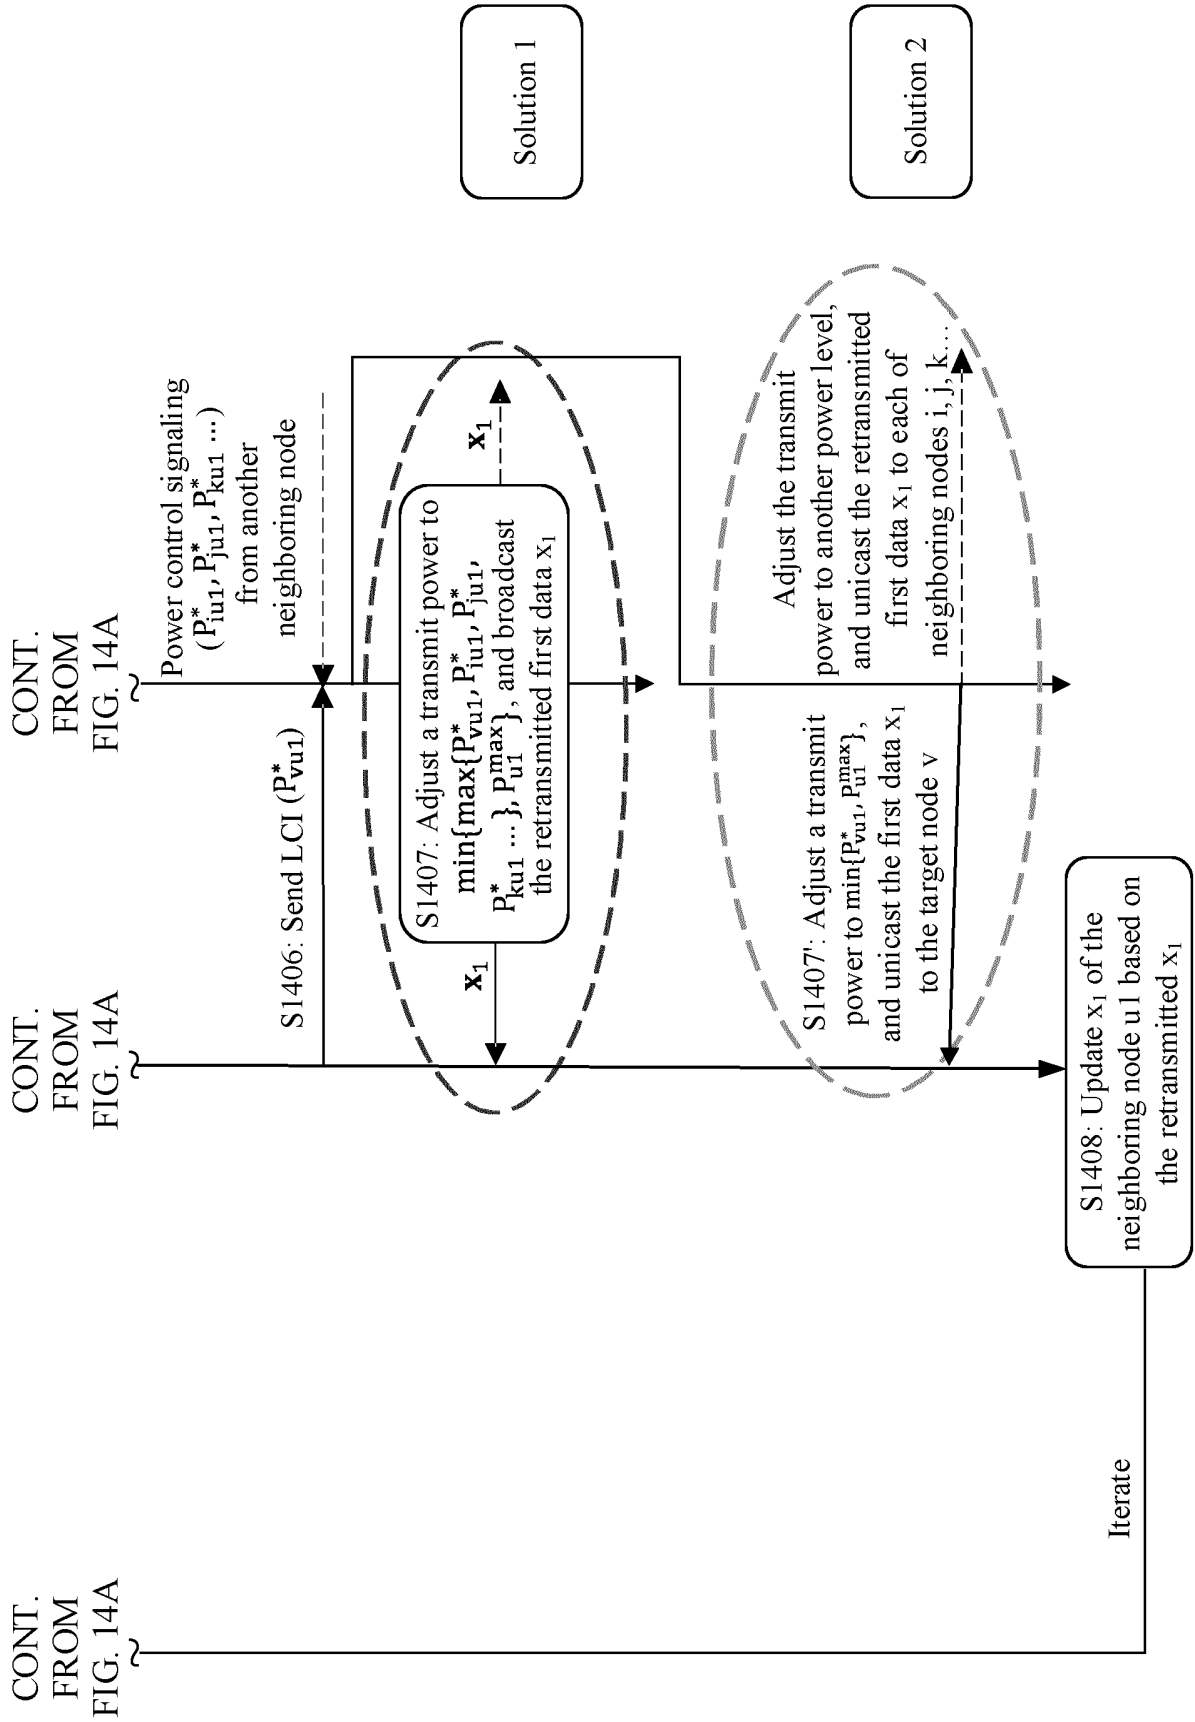 CONT.
FROM
FIG. 14A
CONT.
FROM
FIG. 14A
CONT.
FROM
FIG. 14A
Power control signaling
(P*iu1, P*ju1, P*ku1 ...)
from another
neighboring node
S1406: Send LCI (P*vu1)
S1407: Adjust a transmit power to
min{max{P*vu1, P*iu1, P*ju1,
P*ku1 ...}, P^max_u1}, and broadcast
the retransmitted first data x₁
x₁
x₁
Solution 1
S1407': Adjust a transmit
power to min{P*vu1, P^max_u1},
and unicast the first data x₁
to the target node v
Adjust the transmit
power to another power level,
and unicast the retransmitted
first data x₁ to each of
neighboring nodes i, j, k...
Solution 2
S1408: Update x₁ of the
neighboring node u1 based on
the retransmitted x₁
Iterate